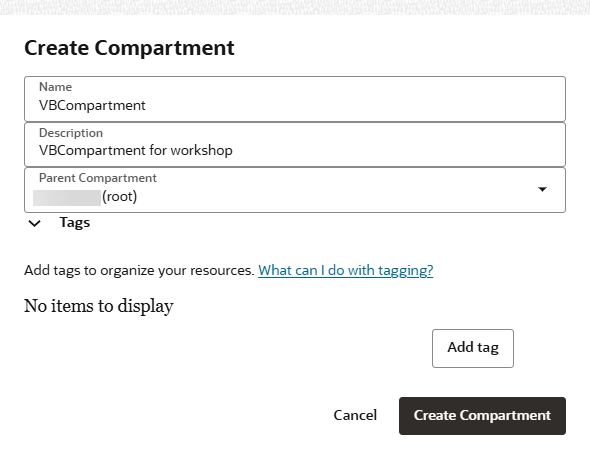 Create Compartment
Name
VBCompartment
Description
VBCompartment for workshop
Parent Compartment
(root)
Tags
Add tags to organize your resources. What can I do with tagging?
No items to display
Add tag
Cancel Create Compartment